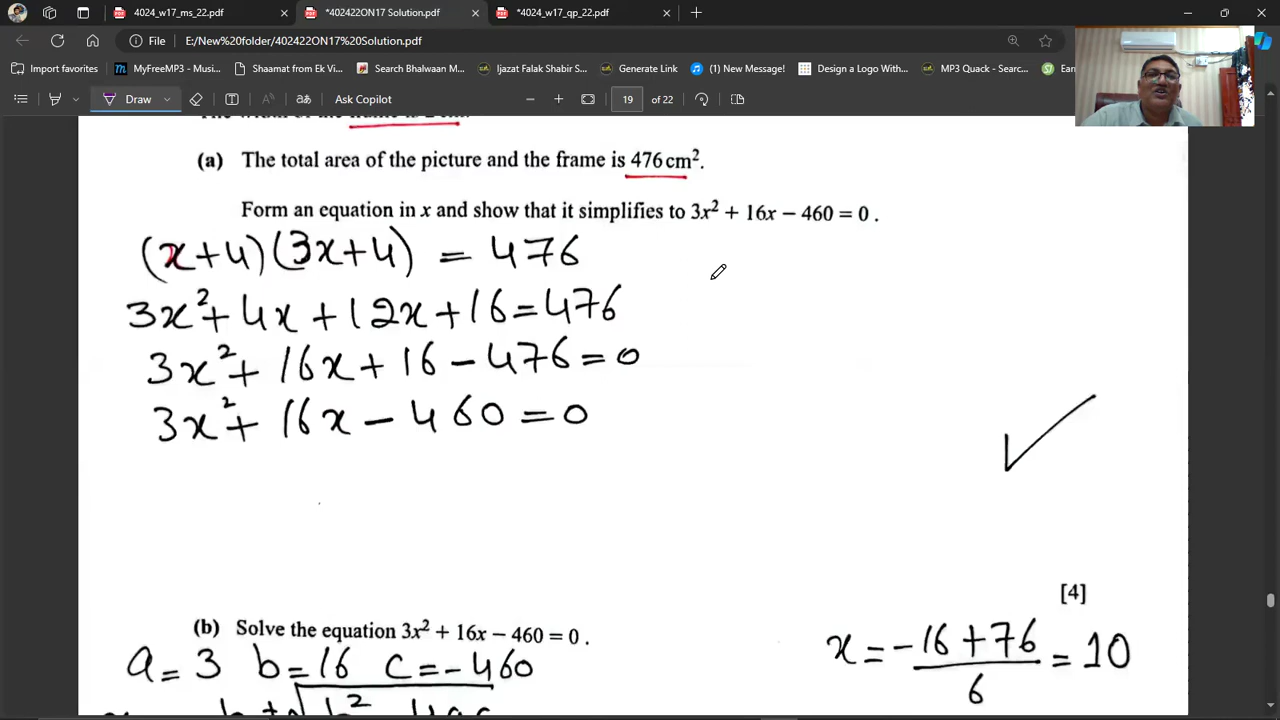 4024_w17_ms_22.pdf
*402422ON17 Solution.pdf
*4024_w17_qp_22.pdf
File
E:/New%20folder/402422ON17%20Solution.pdf
Import favorites
MyFreeMP3 - Musi...
Shaamat from Ek Vi...
Search Bhalwaan M...
Ijazat Falak Shabir S...
Generate Link
(1) New Message!
Design a Logo With...
MP3 Quack - Searc...
Ear
Draw
Ask Copilot
19 of 22
(a) The total area of the picture and the frame is 476 cm².
Form an equation in x and show that it simplifies to 3x² + 16x − 460 = 0 .
(x+4)(3x+4) = 476
3x²+4x+12x+16=476
3x²+16x+16−476=0
3x²+16x−460=0
[4]
(b) Solve the equation 3x² + 16x − 460 = 0 .
a=3 b=16 c=−460
x=−16+76/6=10